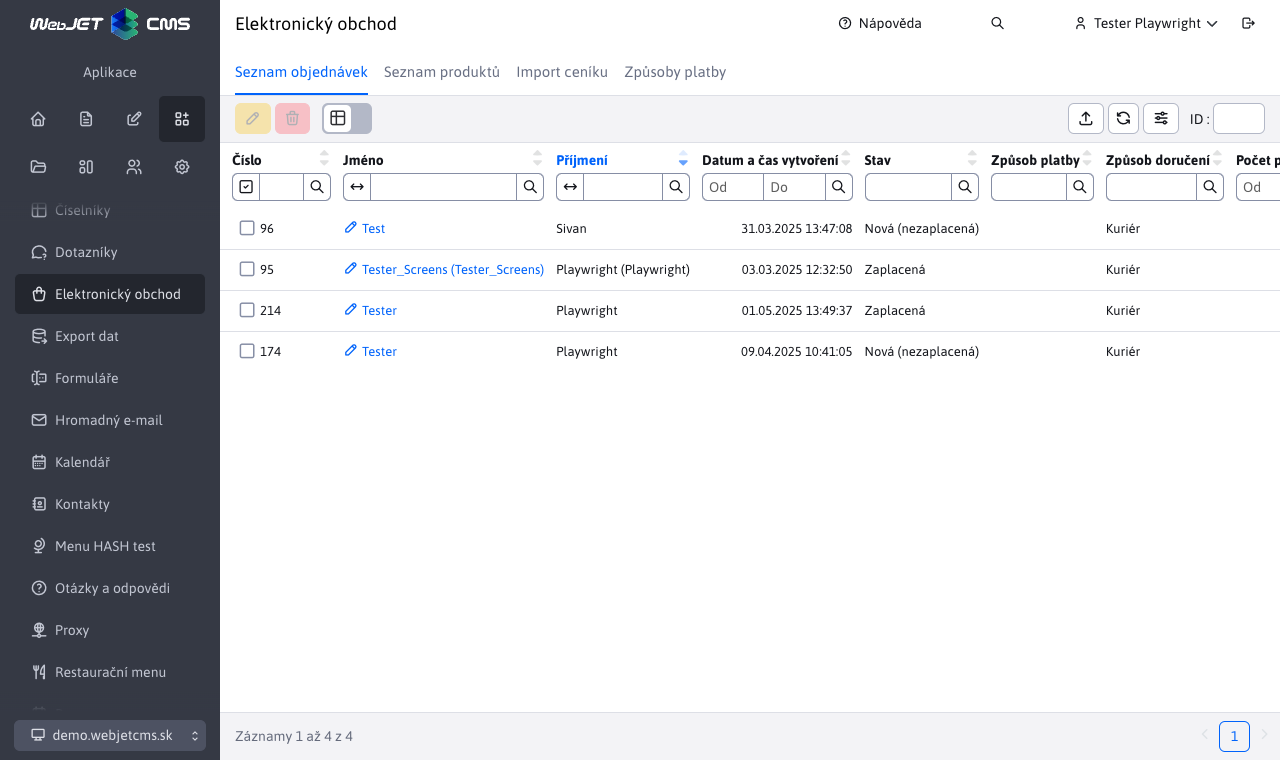 WebJET CMS
Aplikace
Číselníky
Dotazníky
Elektronický obchod
Export dat
Formuláře
Hromadný e-mail
Kalendář
Kontakty
Menu HASH test
Otázky a odpovědi
Proxy
Restaurační menu
demo.webjetcms.sk
Elektronický obchod
Nápověda
Tester Playwright
Seznam objednávek Seznam produktů Import ceníku Způsoby platby
ID :
Číslo Jméno Příjmení Datum a čas vytvoření Stav Způsob platby Způsob doručení Počet p
Od Do Od
96 Test Sivan 31.03.2025 13:47:08 Nová (nezaplacená) Kuriér
95 Tester_Screens (Tester_Screens) Playwright (Playwright) 03.03.2025 12:32:50 Zaplacená Kuriér
214 Tester Playwright 01.05.2025 13:49:37 Zaplacená Kuriér
174 Tester Playwright 09.04.2025 10:41:05 Nová (nezaplacená) Kuriér
Záznamy 1 až 4 z 4
1